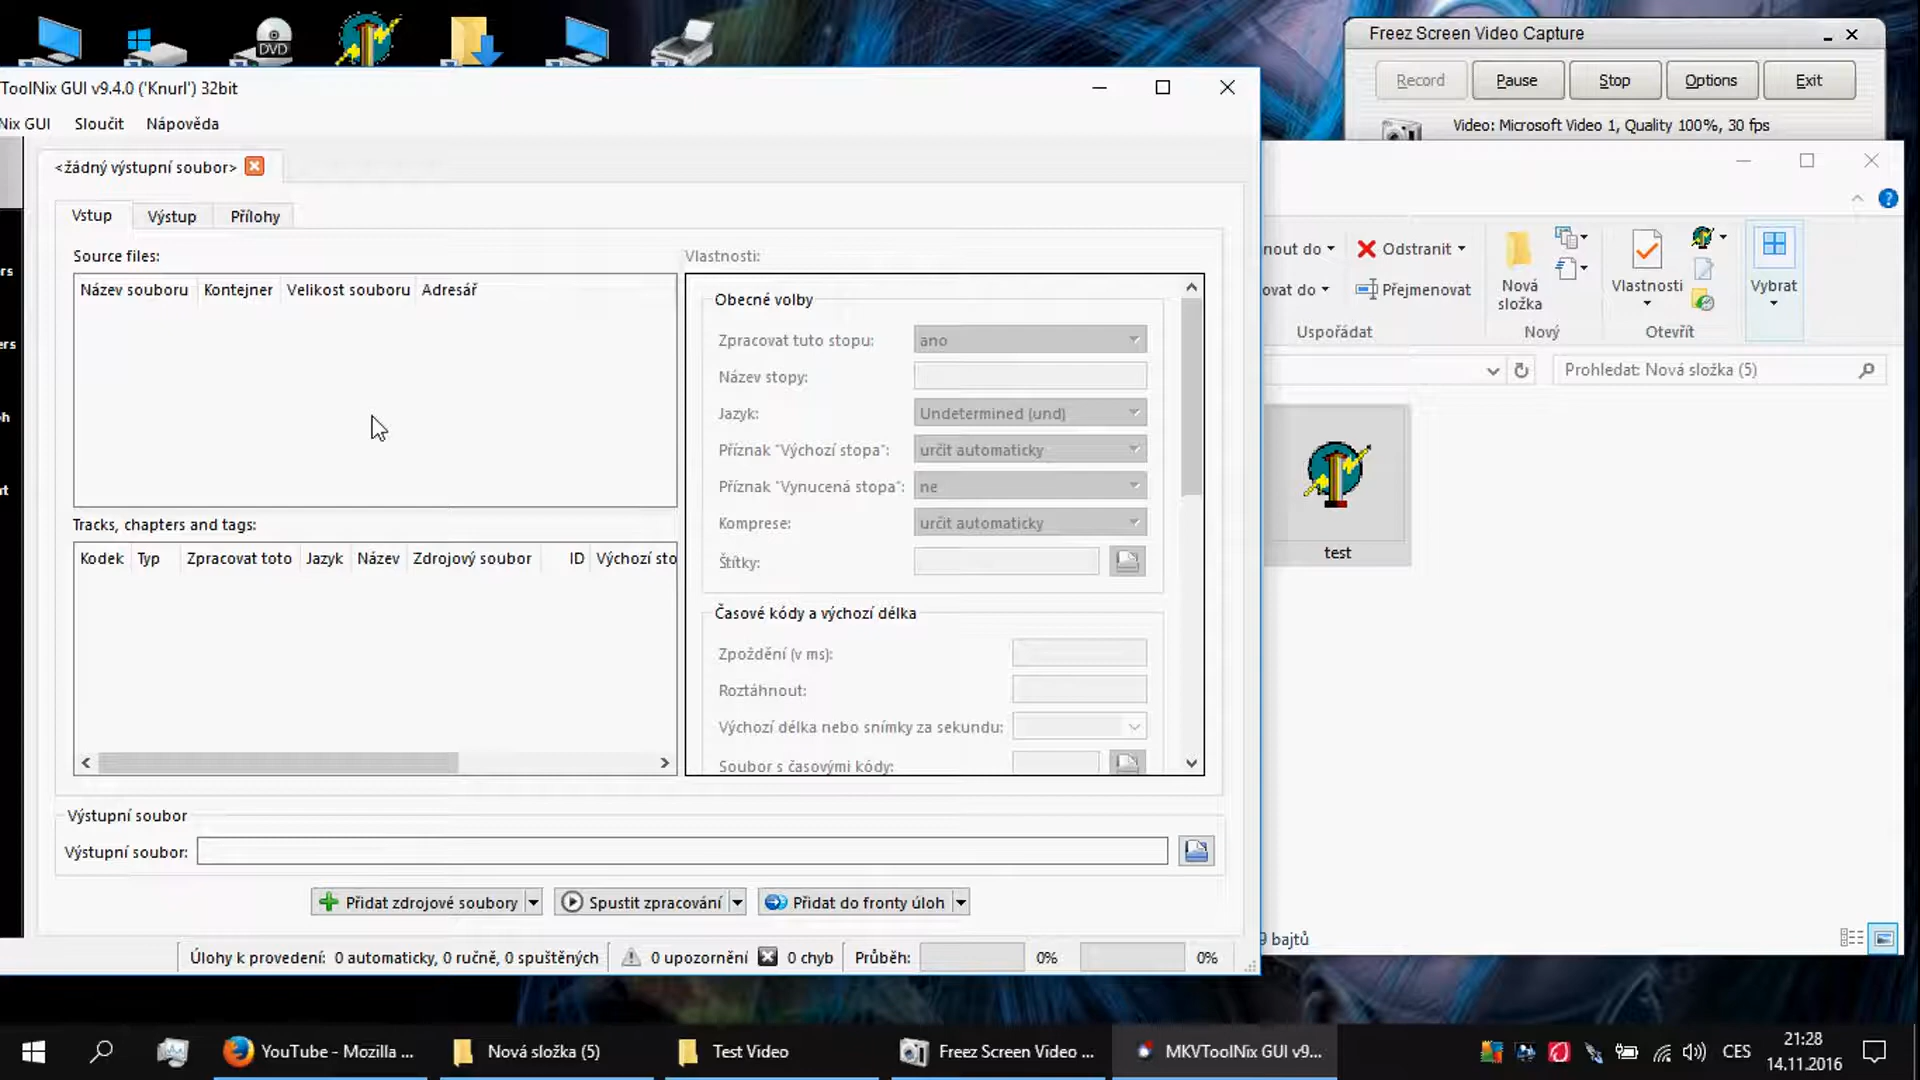 DVD
Freez Screen Video Capture
Record
Pause
Stop
Options
Exit
Video: Microsoft Video 1, Quality 100%, 30 fps
ToolNix GUI v9.4.0 ('Knurl') 32bit
Nix GUI
Sloučit
Nápověda
<žádný výstupní soubor>
Vstup
Výstup
Přílohy
Source files:
Název souboru
Kontejner
Velikost souboru
Adresář
Vlastnosti:
Obecné volby
Zpracovat tuto stopu:
ano
Název stopy:
Jazyk:
Undetermined (und)
Příznak "Výchozí stopa":
určit automaticky
Příznak "Vynucená stopa":
ne
Komprese:
určit automaticky
Štítky:
Časové kódy a výchozí délka
Zpoždění (v ms):
Roztáhnout:
Výchozí délka nebo snímky za sekundu:
Soubor s časovými kódy:
Tracks, chapters and tags:
Kodek
Typ
Zpracovat toto
Jazyk
Název
Zdrojový soubor
ID
Výchozí sto
Výstupní soubor
Výstupní soubor:
Přidat zdrojové soubory
Spustit zpracování
Přidat do fronty úloh
Úlohy k provedení: 0 automaticky, 0 ručně, 0 spuštěných
0 upozornění
0 chyb
Průběh:
0%
0%
nout do
Odstranit
ovat do
Přejmenovat
Uspořádat
Nová
složka
Nový
Vlastnosti
Otevřít
Vybrat
Prohledat: Nová složka (5)
test
9 bajtů
YouTube - Mozilla ...
Nová složka (5)
Test Video
Freez Screen Video ...
MKVToolNix GUI v9...
CES
21:28
14.11.2016